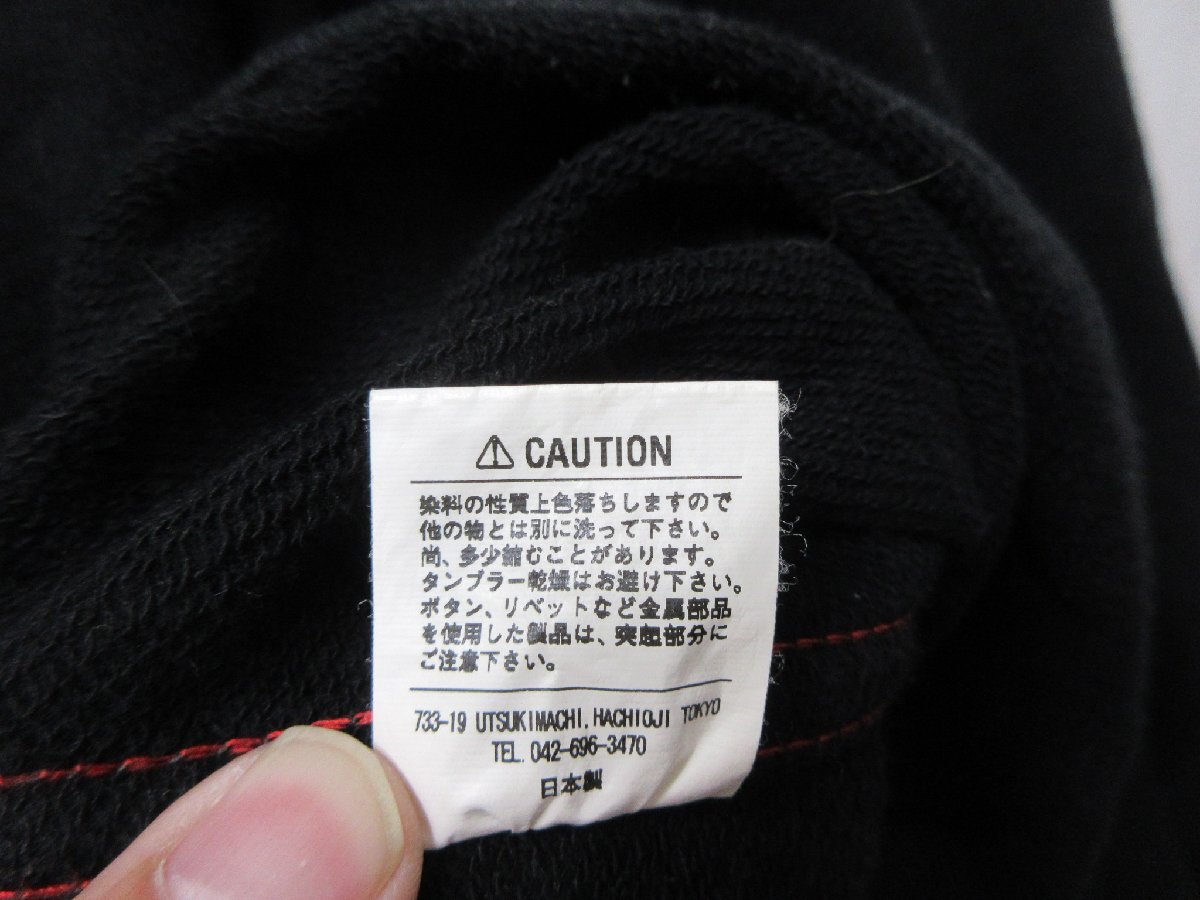 ⚠ CAUTION
染料の性質上色落ちしますので
他の物とは別に洗って下さい。
尚、多少縮むことがあります。
タンブラー乾燥はお避け下さい。
ボタン、リベットなど金属部品
を使用した製品は、突起部分に
ご注意下さい。
733-19 UTSUKIMACHI. HACHIOJI TOKYO
TEL. 042-696-3470
日本製